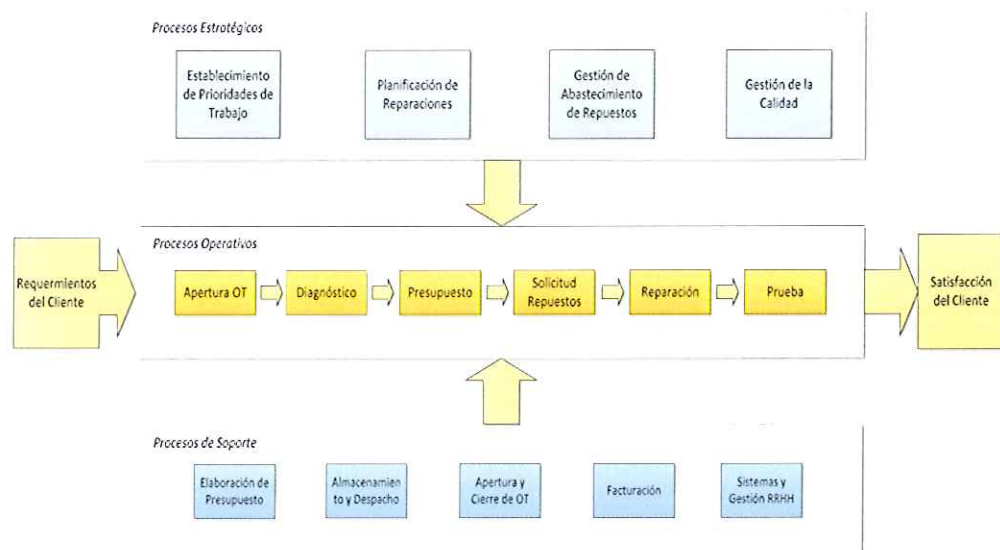 Procesos Estratégicos
Establecimiento
de Prioridades de
Trabajo
Planificación de
Reparaciones
Gestión de
Abastecimiento
de Repuestos
Gestión de la
Calidad
Requermientos
del Cliente
Procesos Operativos
Apertura OT
Diagnóstico
Presupuesto
Solicitud
Repuestos
Reparación
Prueba
Satisfacción
del Cliente
Procesos de Soporte
Elaboración de
Presupuesto
Almacenamien
to y Despacho
Apertura y
Cierre de OT
Facturación
Sistemas y
Gestión RRHH